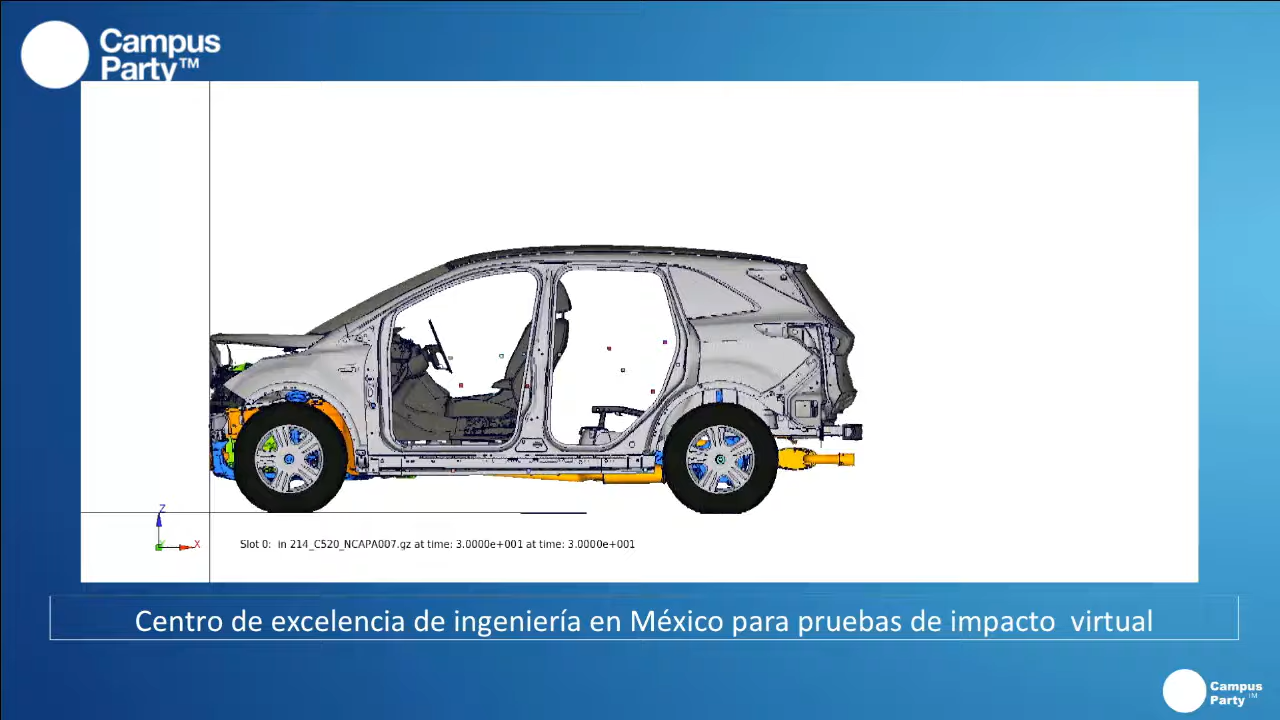 Campus
Party™
Z
Y
X
Slot 0: in 214_C520_NCAPA007.gz at time: 3.0000e+001 at time: 3.0000e+001
Centro de excelencia de ingeniería en México para pruebas de impacto virtual
Campus
Party™